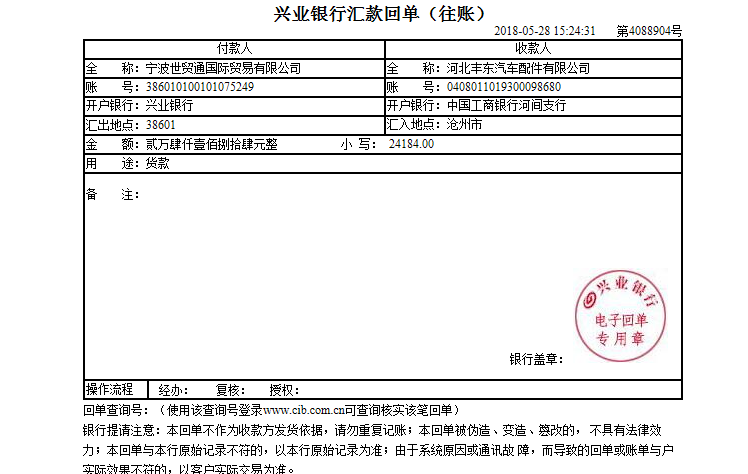 兴业银行汇款回单（往账）
2018-05-28 15:24:31 第4088904号
付款人 收款人
全 称：宁波世贸通国际贸易有限公司 全 称：河北丰东汽车配件有限公司
账 号：386010100101075249 账 号：0408011019300098680
开户银行：兴业银行 开户银行：中国工商银行河间支行
汇出地点：38601 汇入地点：沧州市
金 额：贰万肆仟壹佰捌拾肆元整 小 写： 24184.00
用 途：货款
备 注：
兴业银行
电子回单
专用章
银行盖章：
操作流程 经办： 复核： 授权：
回单查询号：（使用该查询号登录www.cib.com.cn可查询核实该笔回单）
银行提请注意：本回单不作为收款方发货依据，请勿重复记账；本回单被伪造、变造、篡改的，不具有法律效
力；本回单与本行原始记录不符的，以本行原始记录为准；由于系统原因或通讯故 障，而导致的回单或账单与户
实际效果不符的，以客户实际交易为准。